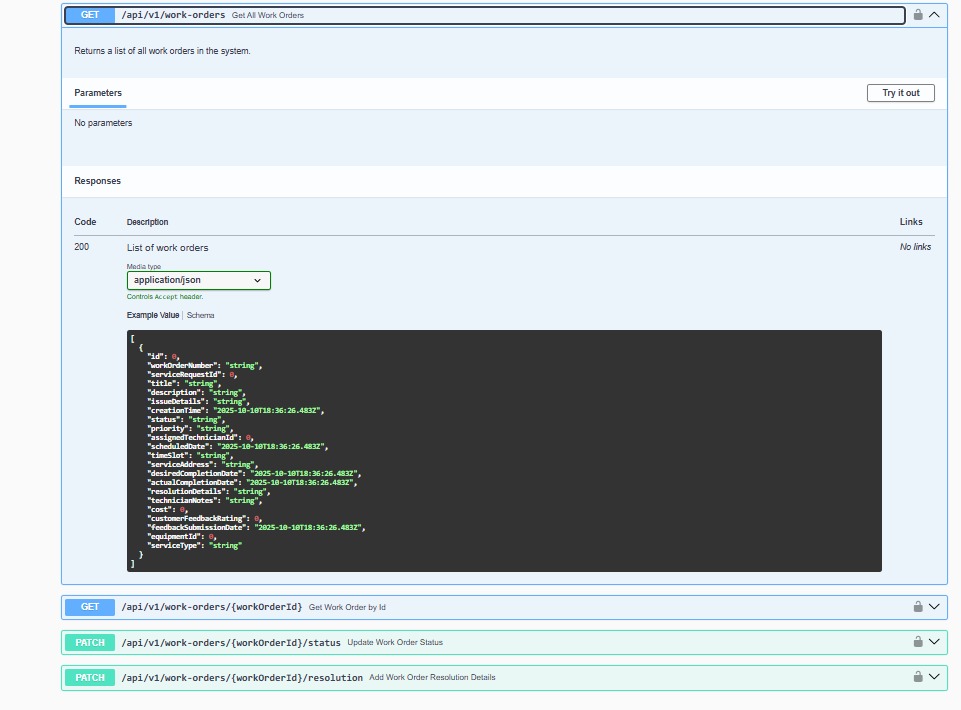 GET /api/v1/work-orders Get All Work Orders
Returns a list of all work orders in the system.
Parameters
Try it out
No parameters
Responses
Code Description Links
200 List of work orders No links
Media type
application/json
Controls Accept header.
Example Value | Schema
[
{
"id": 0,
"workOrderNumber": "string",
"serviceRequestId": 0,
"title": "string",
"description": "string",
"issueDetails": "string",
"creationTime": "2025-10-10T18:36:26.483Z",
"status": "string",
"priority": "string",
"assignedTechnicianId": 0,
"scheduledDate": "2025-10-10T18:36:26.483Z",
"timeSlot": "string",
"serviceAddress": "string",
"desiredCompletionDate": "2025-10-10T18:36:26.483Z",
"actualCompletionDate": "2025-10-10T18:36:26.483Z",
"resolutionDetails": "string",
"technicianNotes": "string",
"cost": 0,
"customerFeedbackRating": 0,
"feedbackSubmissionDate": "2025-10-10T18:36:26.483Z",
"equipmentId": 0,
"serviceType": "string"
}
]
GET /api/v1/work-orders/{workOrderId} Get Work Order by Id
PATCH /api/v1/work-orders/{workOrderId}/status Update Work Order Status
PATCH /api/v1/work-orders/{workOrderId}/resolution Add Work Order Resolution Details